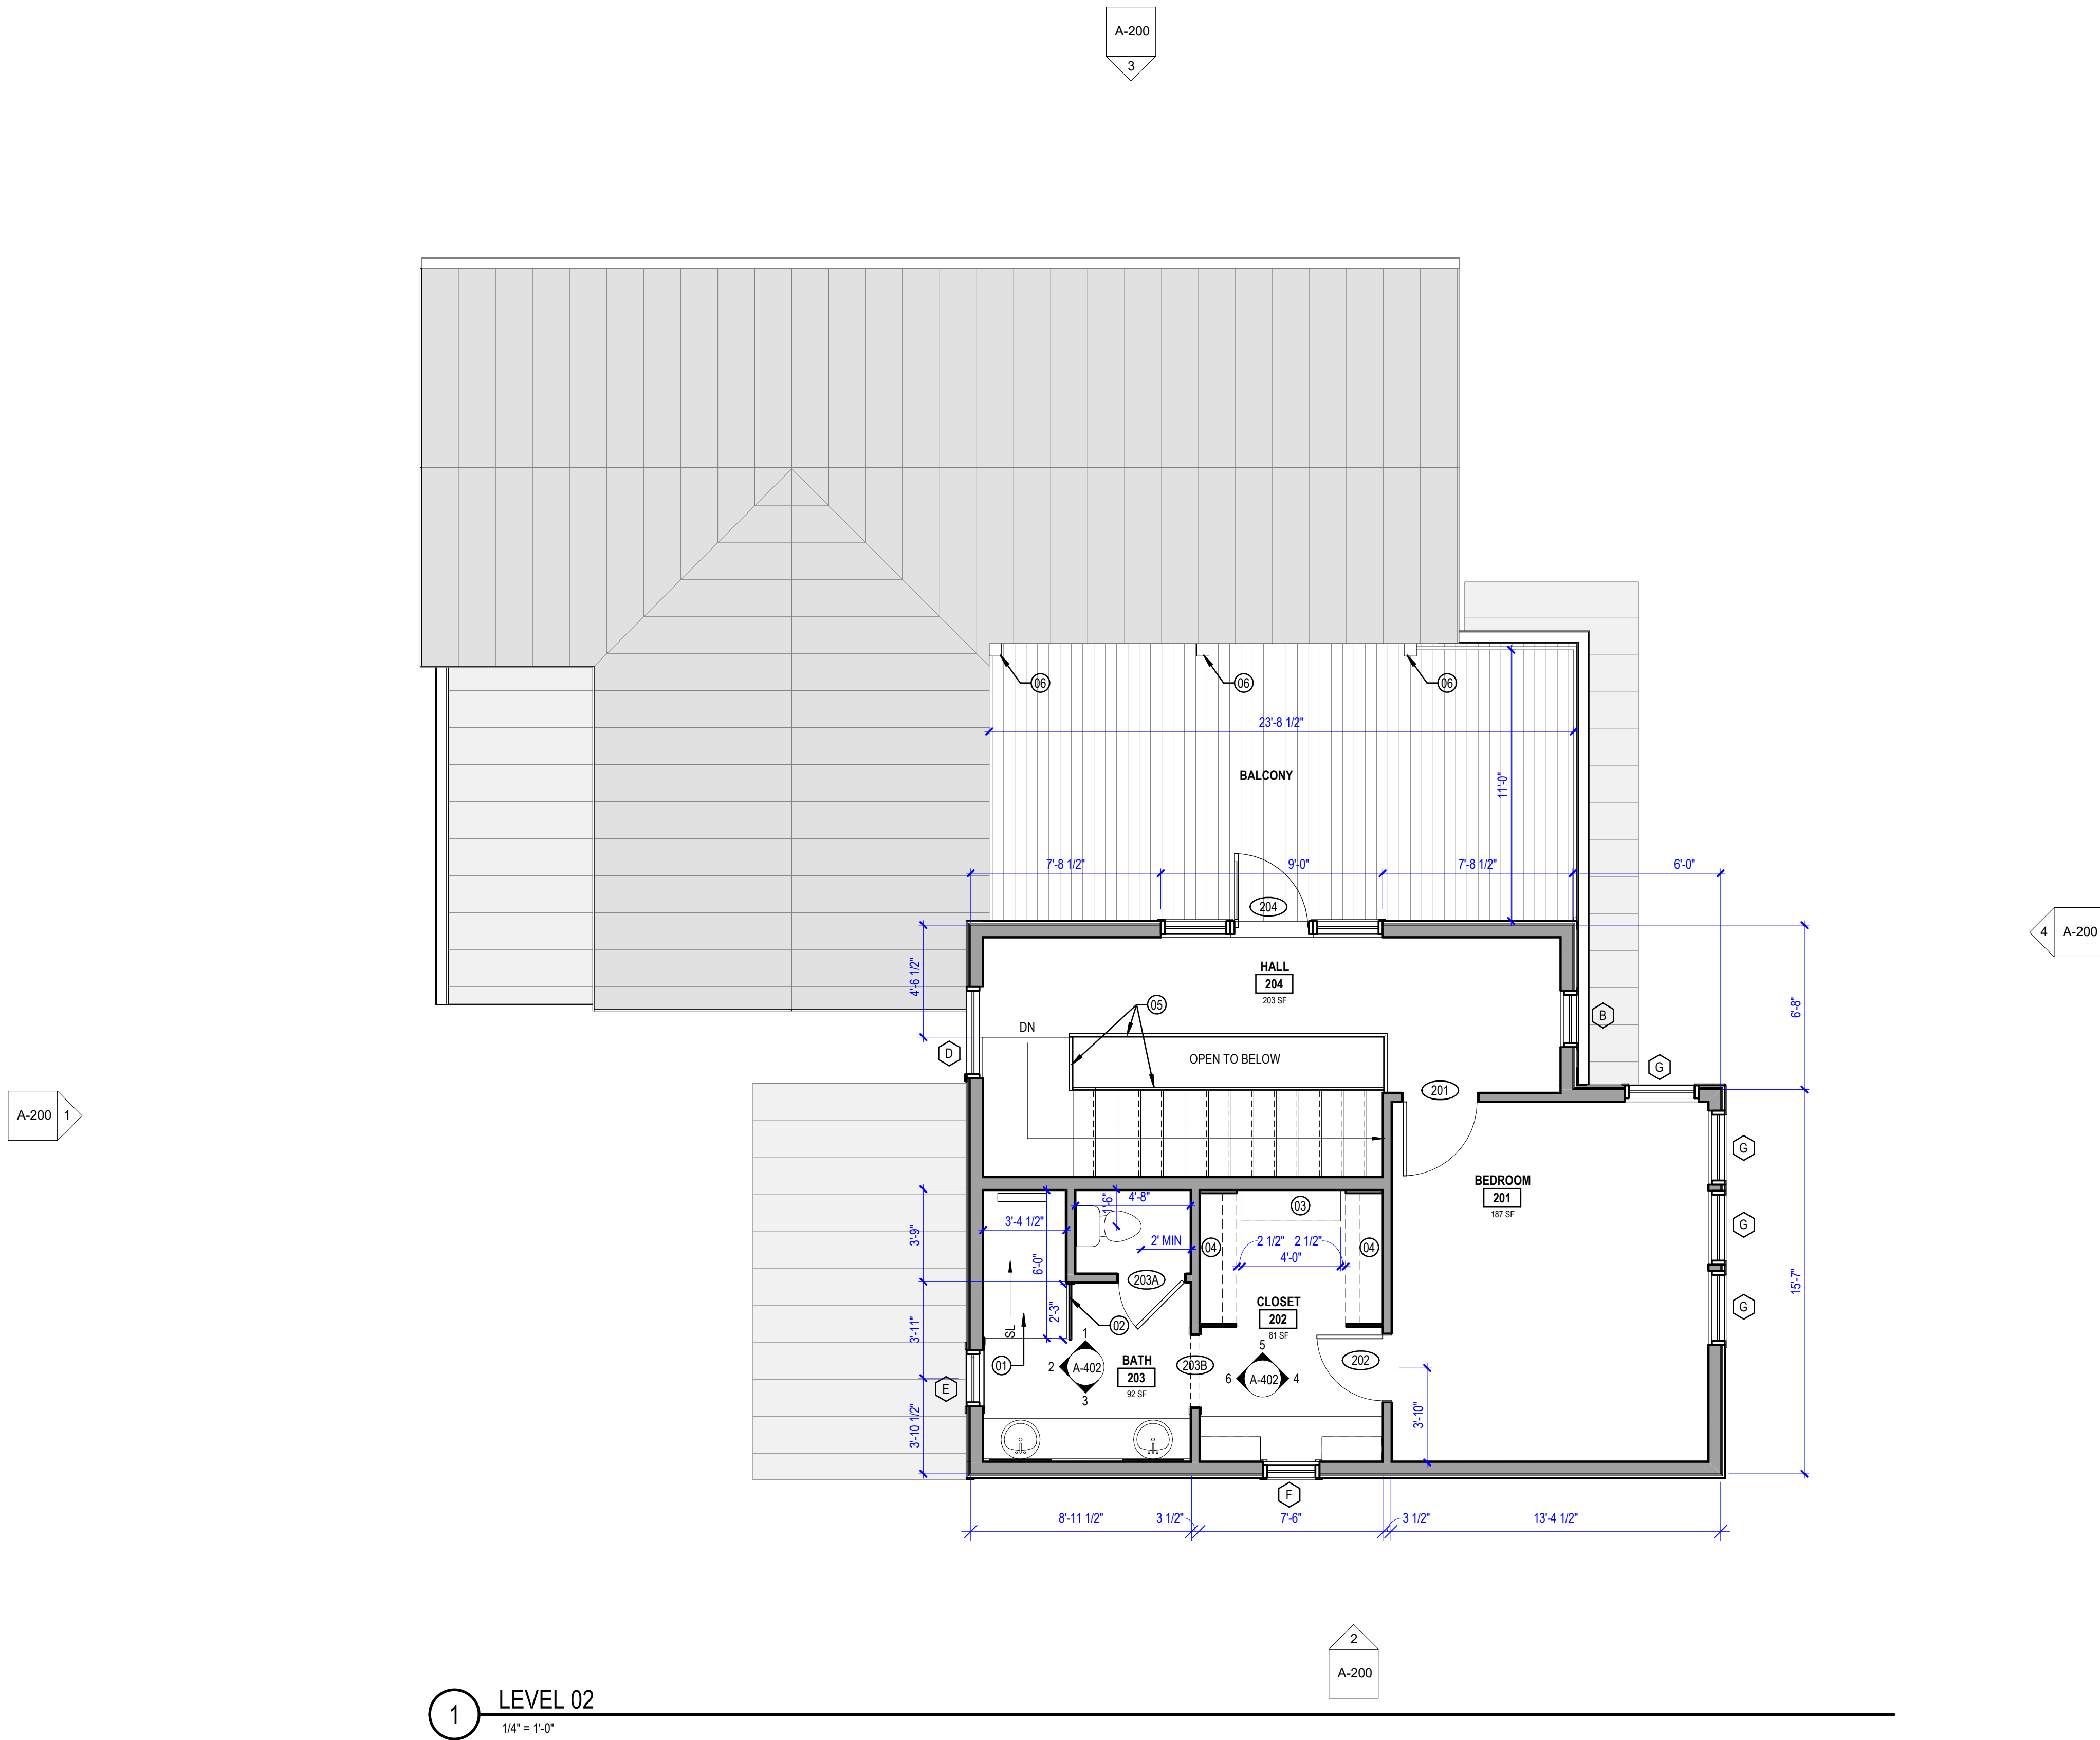 A-200
3
06
06
06
23'-8 1/2"
BALCONY
11'-0"
7'-8 1/2"
9'-0"
7'-8 1/2"
6'-0"
204
4
A-200
HALL
204
203 SF
4'-6 1/2"
05
6'-8"
B
DN
D
OPEN TO BELOW
G
201
A-200
1
G
BEDROOM
201
187 SF
4'-8"
1'-6"
03
3'-4 1/2"
G
3'-9"
2' MIN
04
2 1/2"
2 1/2"
04
4'-0"
6'-0"
203A
15'-7"
CLOSET
202
81 SF
G
2'-3"
02
3'-11"
SL
1
2
A-402
3
01
BATH
203
92 SF
203B
5
6
A-402
4
202
E
3'-10 1/2"
3'-10"
F
8'-11 1/2"
3 1/2"
7'-6"
3 1/2"
13'-4 1/2"
2
A-200
1
LEVEL 02
1/4" = 1'-0"